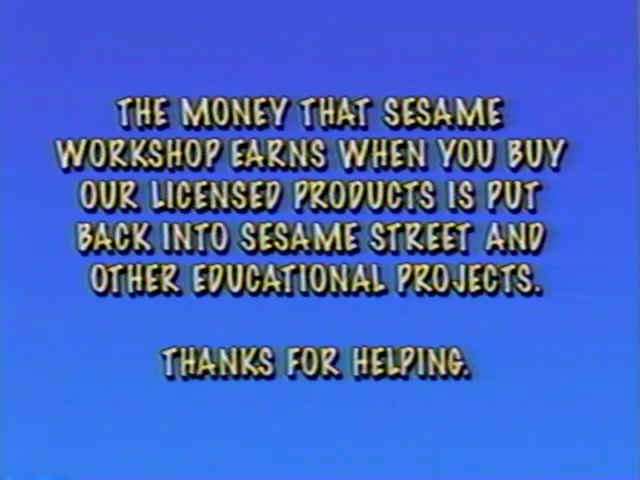 THE MONEY THAT SESAME
WORKSHOP EARNS WHEN YOU BUY
OUR LICENSED PRODUCTS IS PUT
BACK INTO SESAME STREET AND
OTHER EDUCATIONAL PROJECTS.
THANKS FOR HELPING.